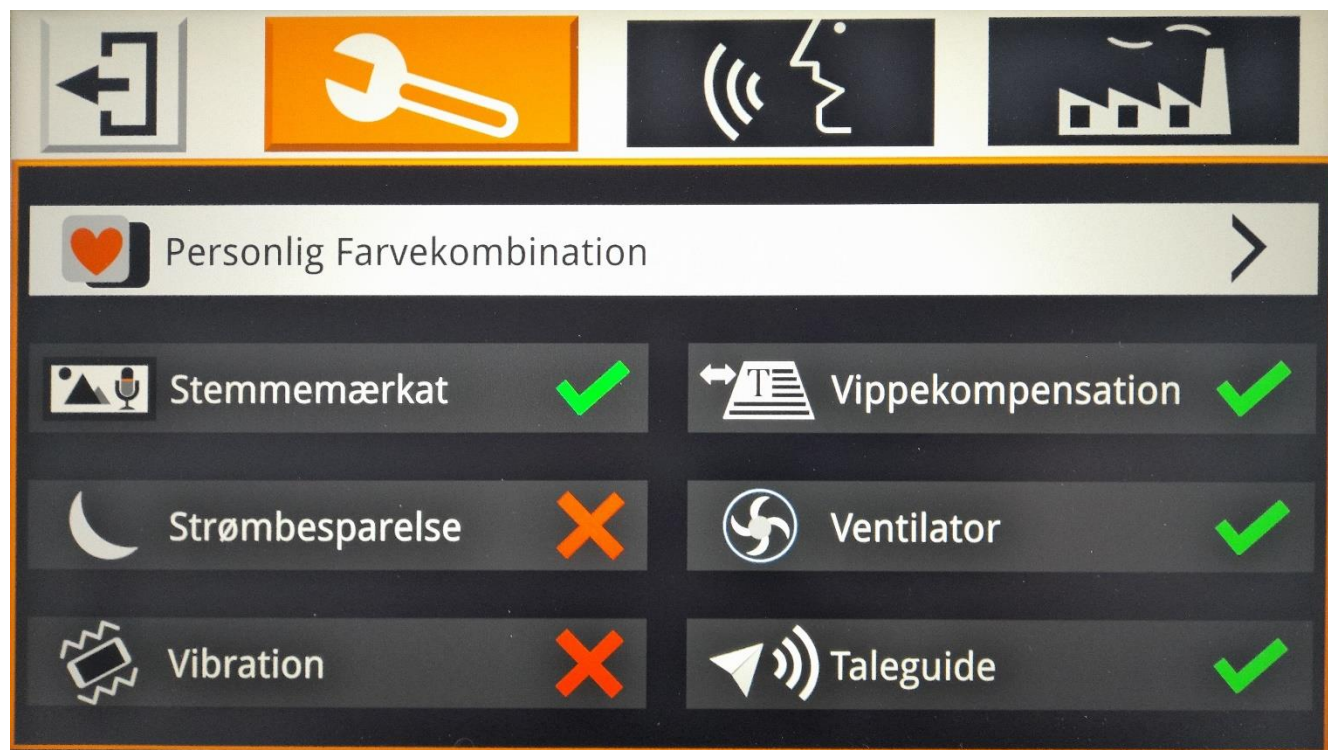 Personlig Farvekombination
Stemmemærkat
Vippekompensation
Strømbesparelse
Ventilator
Vibration
Taleguide